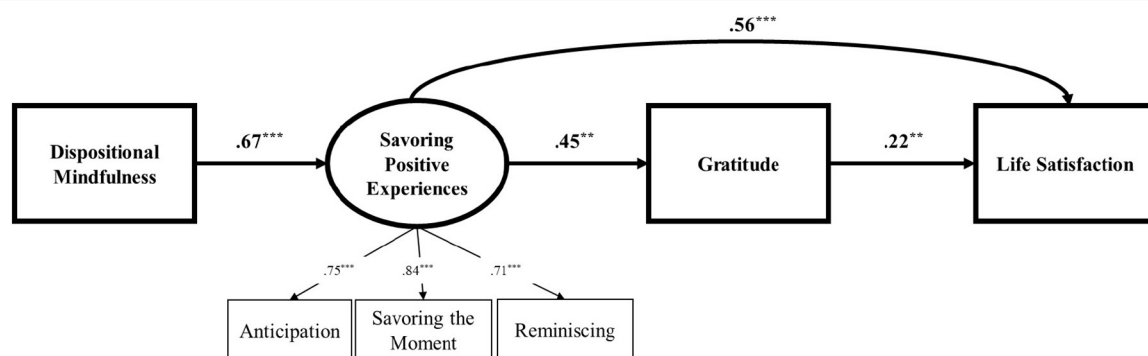 .56***
Dispositional
Mindfulness
.67***
Savoring
Positive
Experiences
.45**
Gratitude
.22**
Life Satisfaction
.75***
.84***
.71***
Anticipation
Savoring the
Moment
Reminiscing